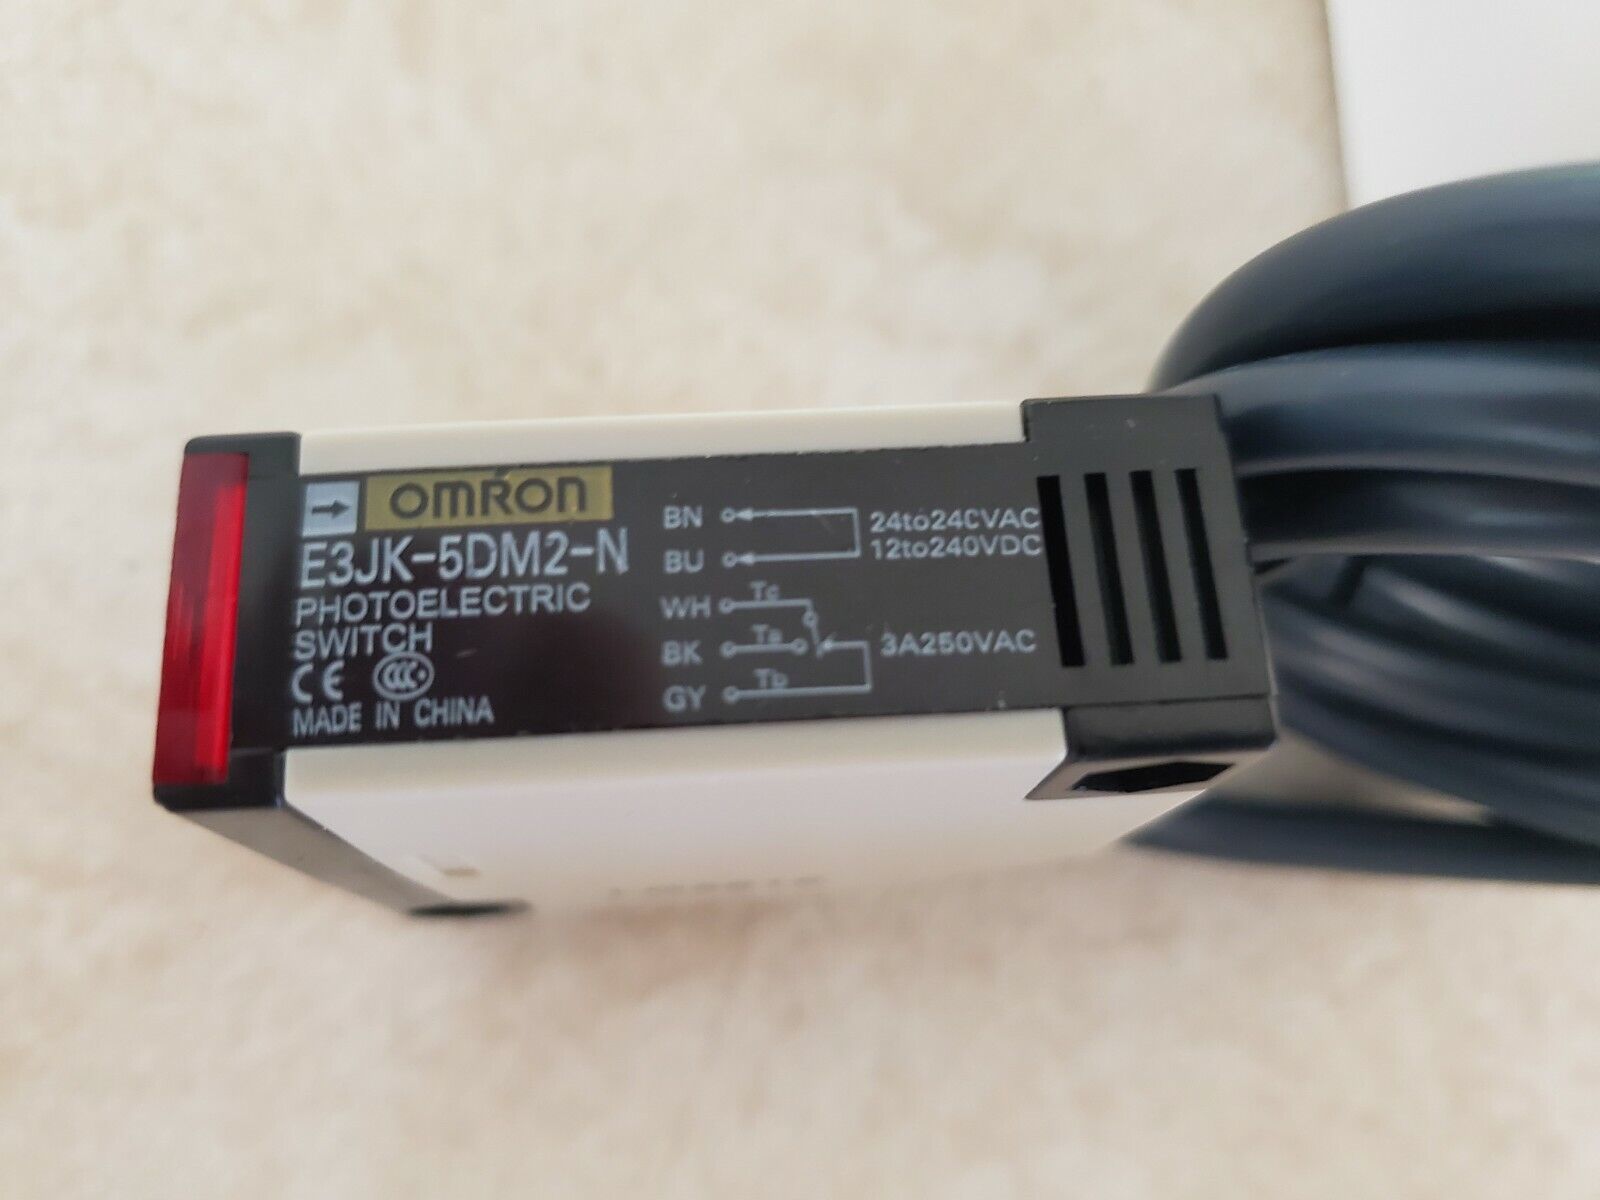 OMRON
E3JK-5DM2-N
PHOTOELECTRIC
SWITCH
CE CCC
MADE IN CHINA
BN
24to240VAC
BU
12to240VDC
WH Tc
BK Ta
3A250VAC
GY Tb